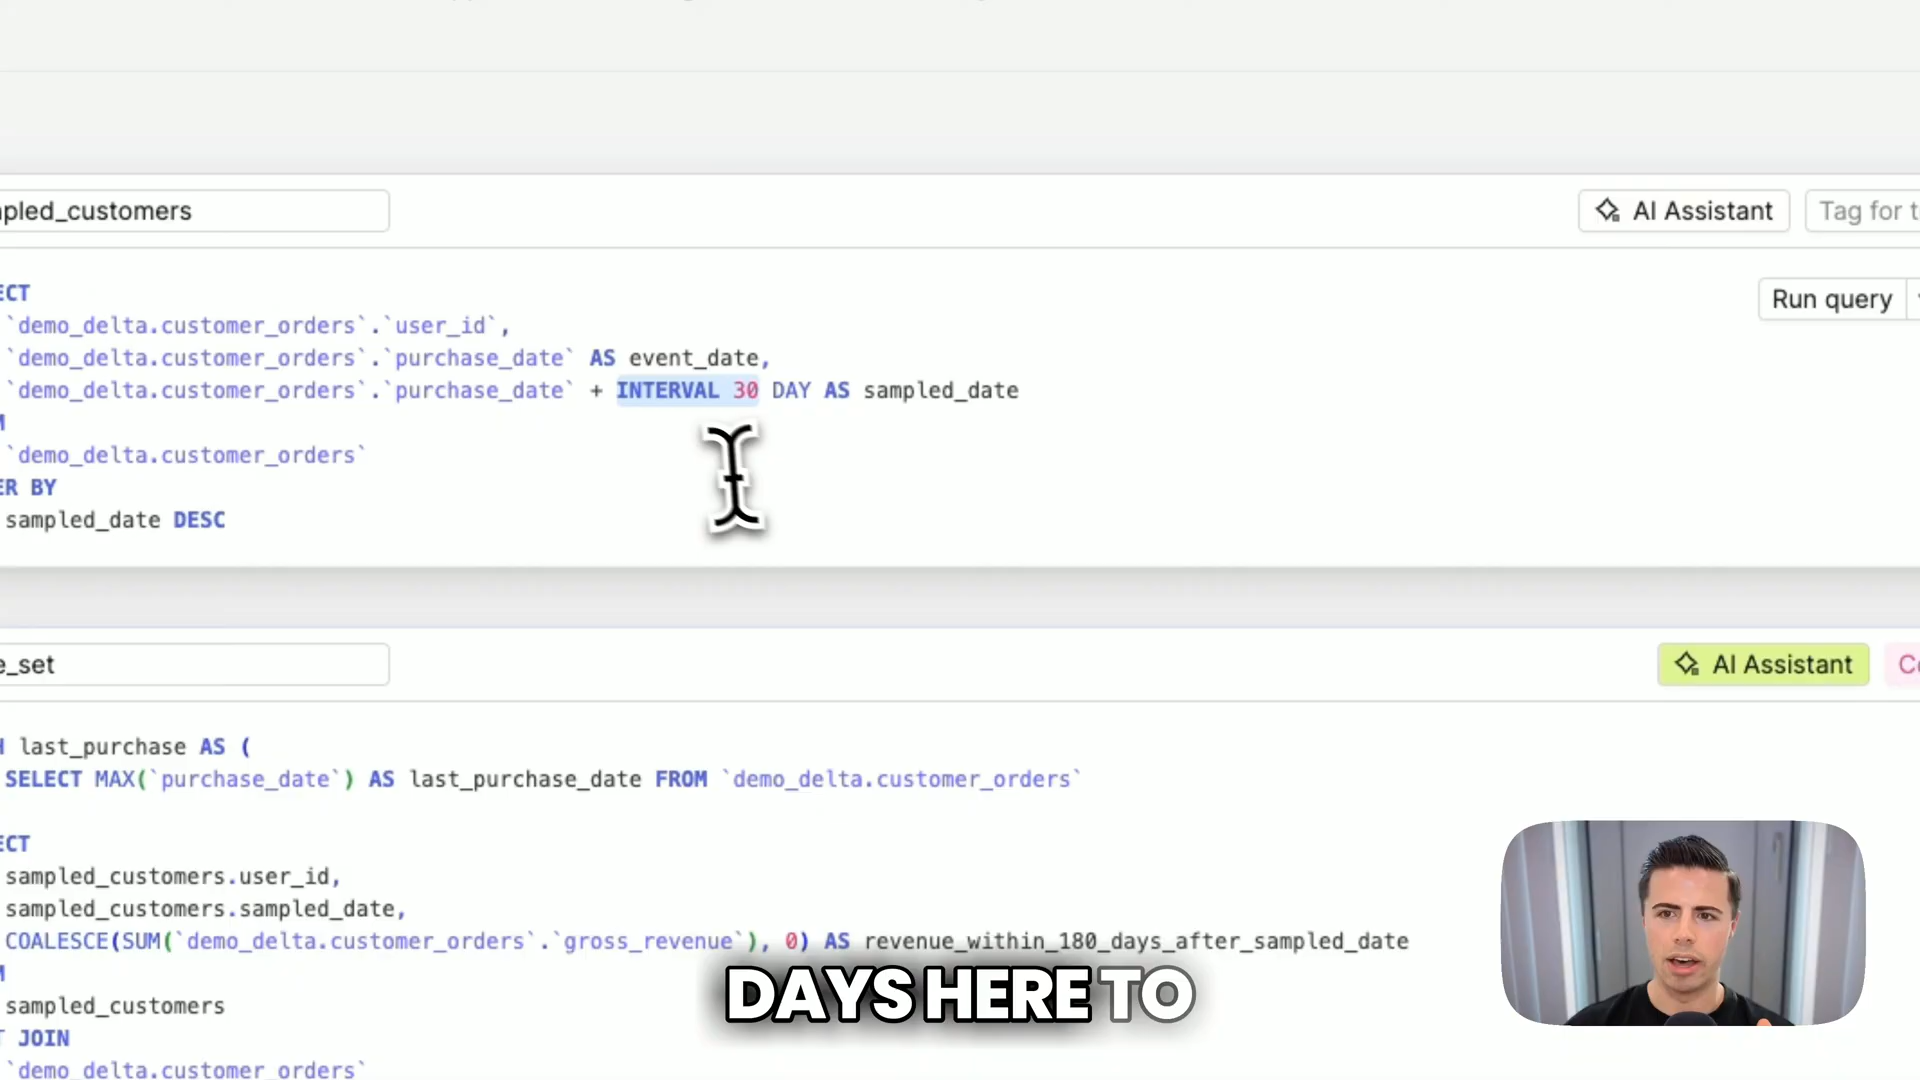 pled_customers
AI Assistant
Tag for t
ECT
`demo_delta.customer_orders`.`user_id`,
`demo_delta.customer_orders`.`purchase_date` AS event_date,
`demo_delta.customer_orders`.`purchase_date` + INTERVAL 30 DAY AS sampled_date
M
`demo_delta.customer_orders`
ER BY
sampled_date DESC
Run query
e_set
AI Assistant
Co
H last_purchase AS (
SELECT MAX(`purchase_date`) AS last_purchase_date FROM `demo_delta.customer_orders`
ECT
sampled_customers.user_id,
sampled_customers.sampled_date,
COALESCE(SUM(`demo_delta.customer_orders`.`gross_revenue`), 0) AS revenue_within_180_days_after_sampled_date
M
sampled_customers
T JOIN
`demo_delta.customer_orders`
DAYS HERE TO